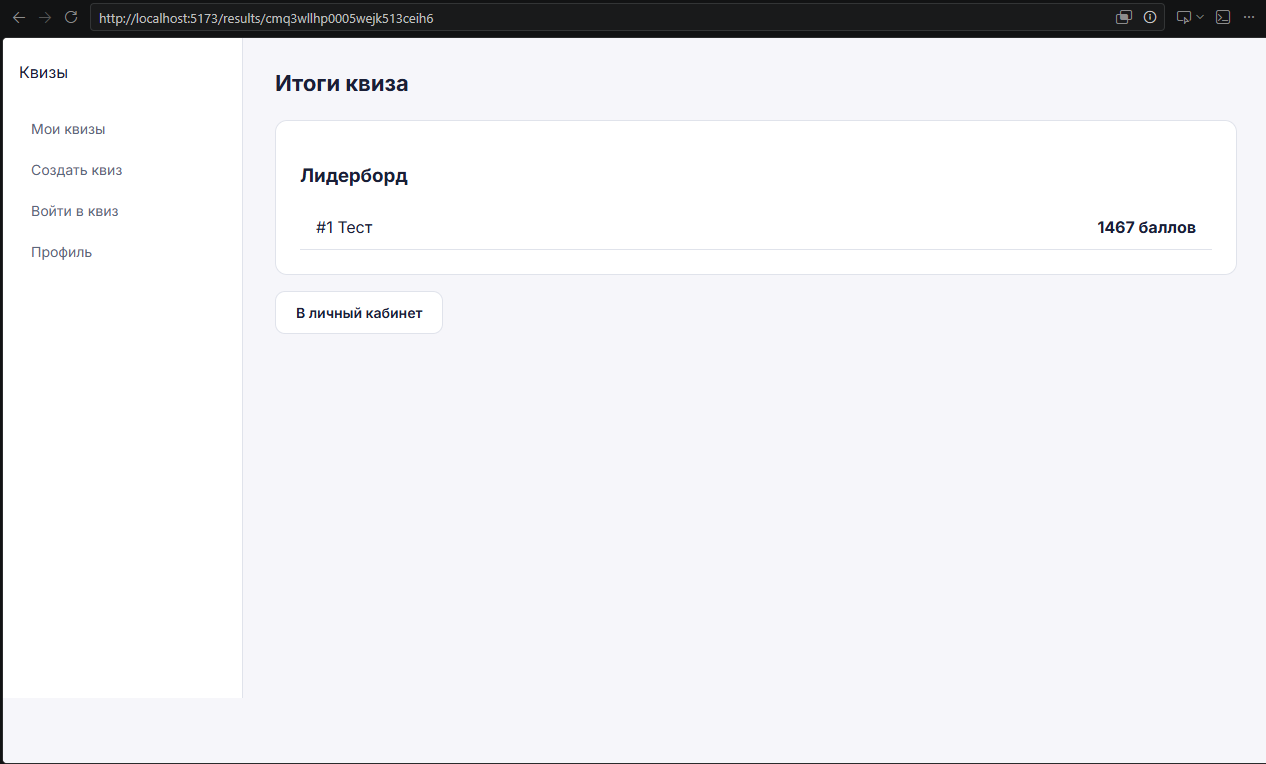 http://localhost:5173/results/cmq3wllhp0005wejk513ceih6
Квизы
Мои квизы
Создать квиз
Войти в квиз
Профиль
Итоги квиза
Лидерборд
#1 Тест 1467 баллов
В личный кабинет